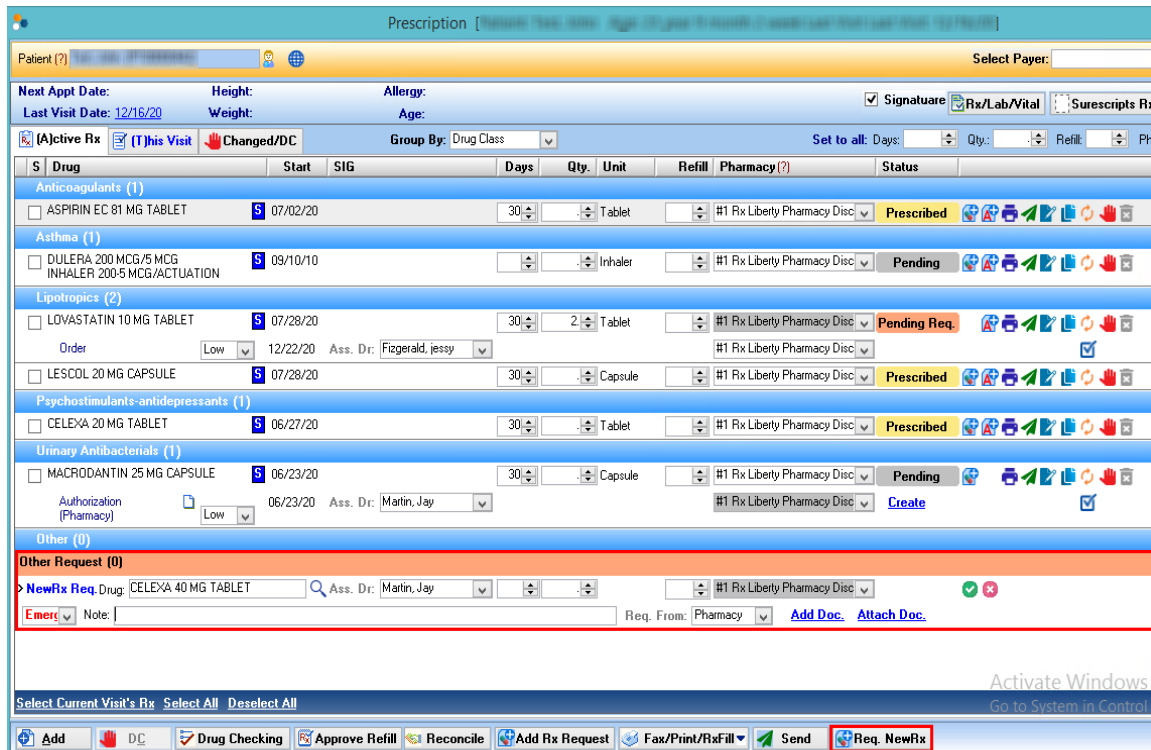 Prescription [
Patient (?) Select Payer:
Next Appt Date: Height: Allergy:
Last Visit Date: 12/16/20 Weight: Age: Signatuare Rx/Lab/Vital Surescripts Rx
(A)ctive Rx (T)his Visit Changed/DC Group By: Drug Class Set to all: Days: Qty.: . Refill: Ph
S Drug Start SIG Days Qty. Unit Refill Pharmacy(?) Status
Anticoagulants (1)
ASPIRIN EC 81 MG TABLET S 07/02/20 30 . Tablet #1 Rx Liberty Pharmacy Disc Prescribed
Asthma (1)
DULERA 200 MCG/5 MCG S 09/10/10 . Inhaler #1 Rx Liberty Pharmacy Disc Pending
INHALER 200-5 MCG/ACTUATION
Lipotropics (2)
LOVASTATIN 10 MG TABLET S 07/28/20 30 2. Tablet #1 Rx Liberty Pharmacy Disc Pending Req.
Order Low 12/22/20 Ass. Dr: Fizgerald, jessy #1 Rx Liberty Pharmacy Disc
LESCOL 20 MG CAPSULE S 07/28/20 30 . Capsule #1 Rx Liberty Pharmacy Disc Prescribed
Psychostimulants-antidepressants (1)
CELEXA 20 MG TABLET S 06/27/20 30 . Tablet #1 Rx Liberty Pharmacy Disc Prescribed
Urinary Antibacterials (1)
MACRODANTIN 25 MG CAPSULE S 06/23/20 30 . Capsule #1 Rx Liberty Pharmacy Disc Pending
Authorization (Pharmacy) Low 06/23/20 Ass. Dr: Martin, Jay #1 Rx Liberty Pharmacy Disc Create
Other (0)
Other Request (0)
NewRx Req. Drug: CELEXA 40 MG TABLET Ass. Dr: Martin, Jay . #1 Rx Liberty Pharmacy Disc
Emerg Note: Req. From: Pharmacy Add Doc. Attach Doc.
Activate Windows
Go to System in Control
Select Current Visit's Rx Select All Deselect All
Add DC Drug Checking Approve Refill Reconcile Add Rx Request Fax/Print/RxFill Send Req. NewRx